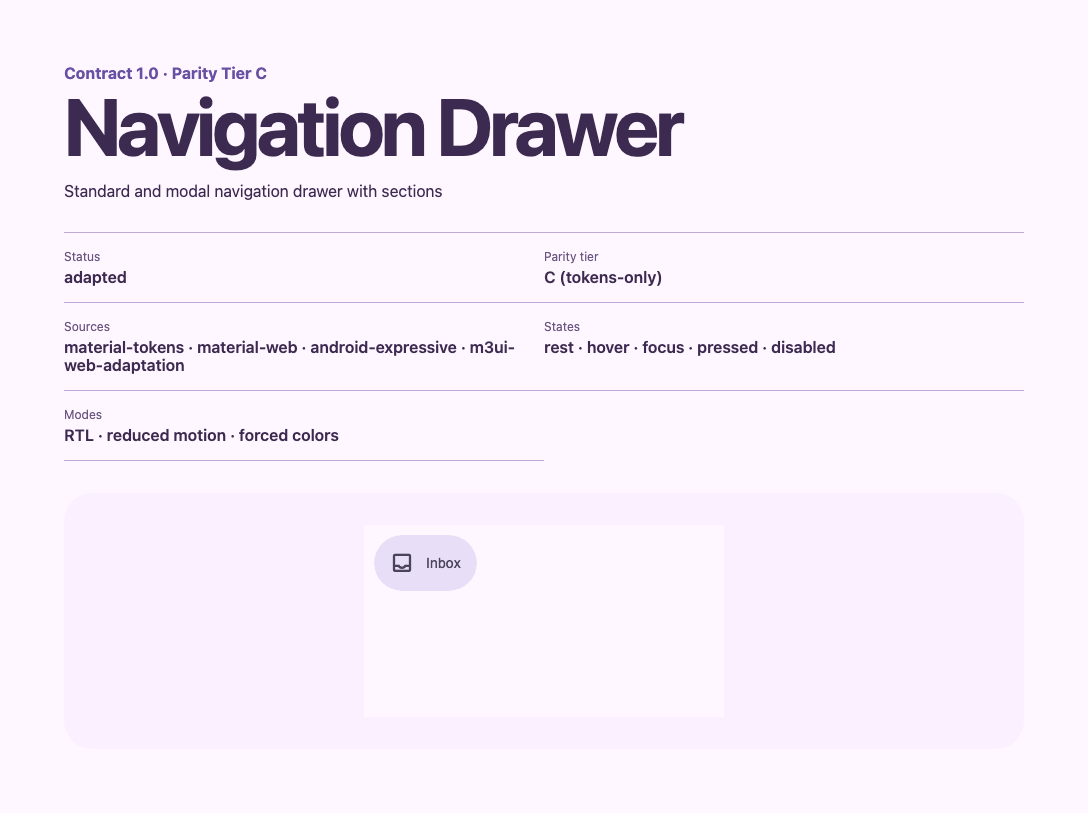 Contract 1.0 · Parity Tier C
Navigation Drawer
Standard and modal navigation drawer with sections
Status
adapted
Parity tier
C (tokens-only)
Sources
material-tokens · material-web · android-expressive · m3ui-
web-adaptation
States
rest · hover · focus · pressed · disabled
Modes
RTL · reduced motion · forced colors
Inbox